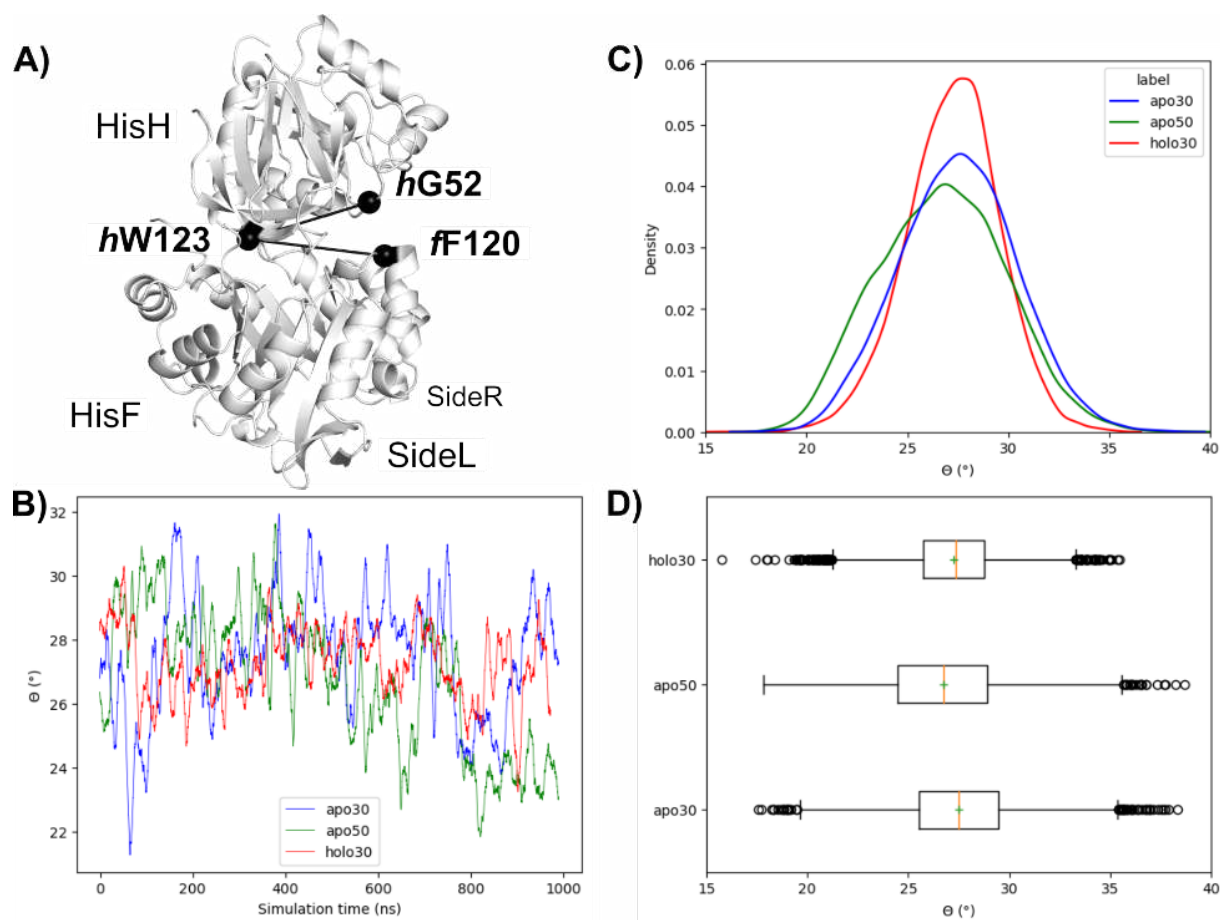 A)
HisH
hG52
hW123
fF120
HisF
SideR
SideL
C)
0.06
0.05
0.04
0.03
0.02
0.01
0.00
Density
label
apo30
apo50
holo30
15 20 25 30 35 40
Θ (°)
B)
32
30
28
26
24
22
Θ (°)
apo30
apo50
holo30
0 200 400 600 800 1000
Simulation time (ns)
D)
holo30
apo50
apo30
15 20 25 30 35 40
Θ (°)